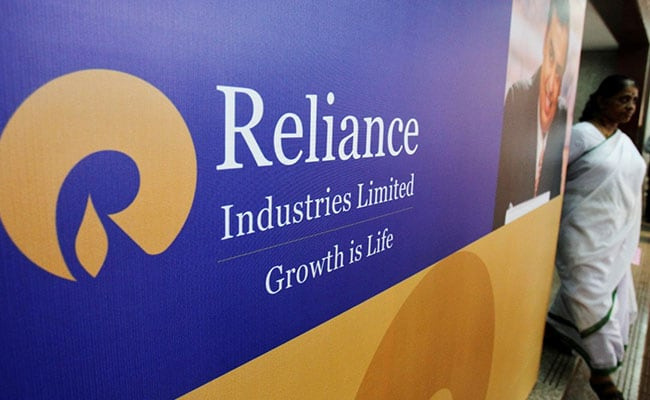 Reliance
Industries Limited
Growth is Life